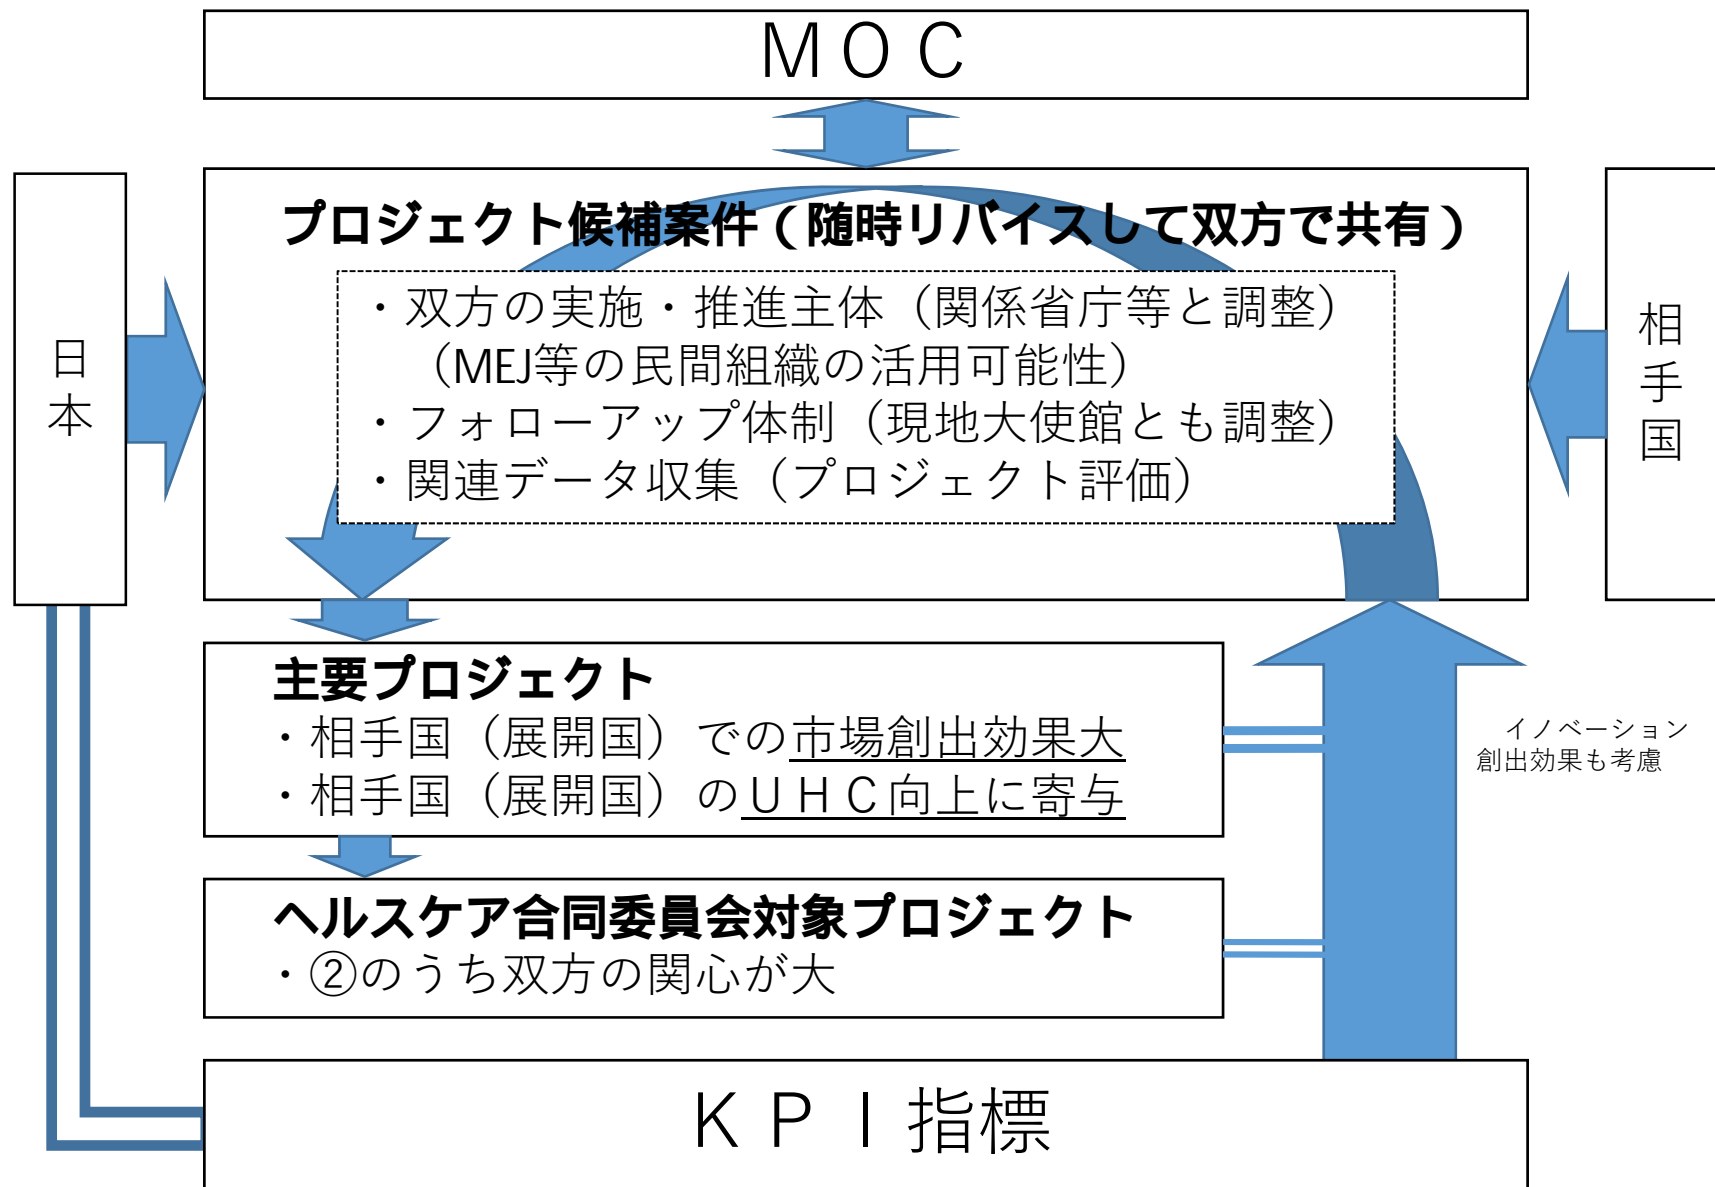 ＭＯＣ
プロジェクト候補案件（随時リバイスして双方で共有）
・双方の実施・推進主体（関係省庁等と調整）
（MEJ等の民間組織の活用可能性）
・フォローアップ体制（現地大使館とも調整）
・関連データ収集（プロジェクト評価）
日本
相手国
主要プロジェクト
・相手国（展開国）での市場創出効果大
・相手国（展開国）のＵＨＣ向上に寄与
イノベーション
創出効果も考慮
ヘルスケア合同委員会対象プロジェクト
・②のうち双方の関心が大
ＫＰＩ指標